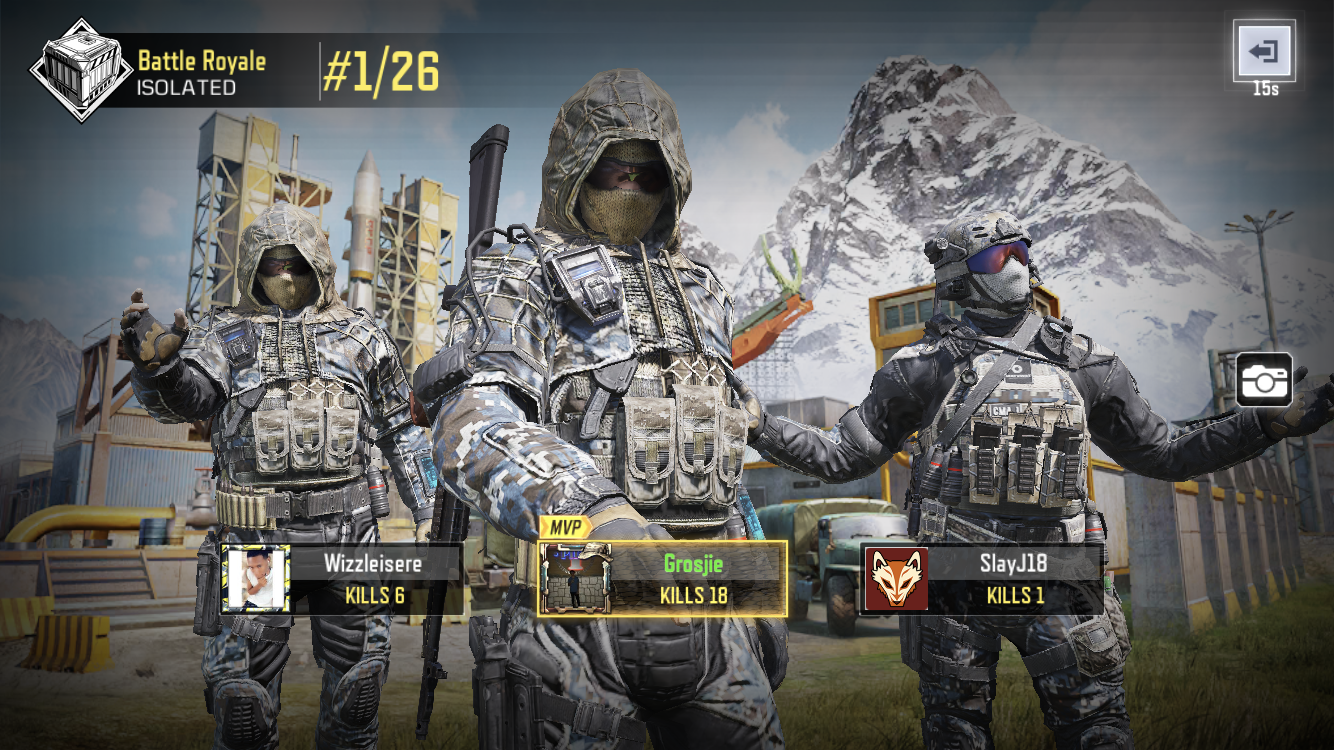 Battle Royale
ISOLATED
#1/26
15s
MVP
Wizzleisere
KILLS 6
Grosjie
KILLS 18
SlayJ18
KILLS 1